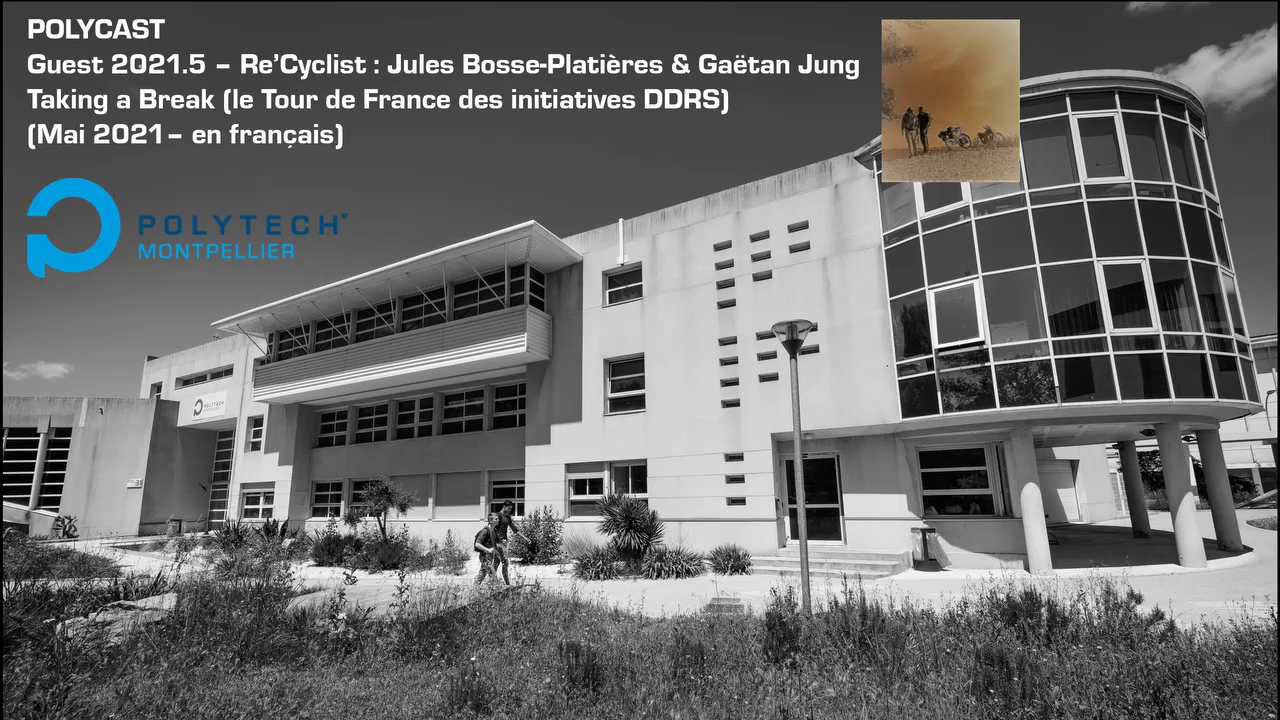 POLYCAST
Guest 2021.5 – Re'Cyclist : Jules Bosse-Platières & Gaëtan Jung
Taking a Break (le Tour de France des initiatives DDRS)
(Mai 2021– en français)
POLYTECH®
MONTPELLIER
POLYTECH